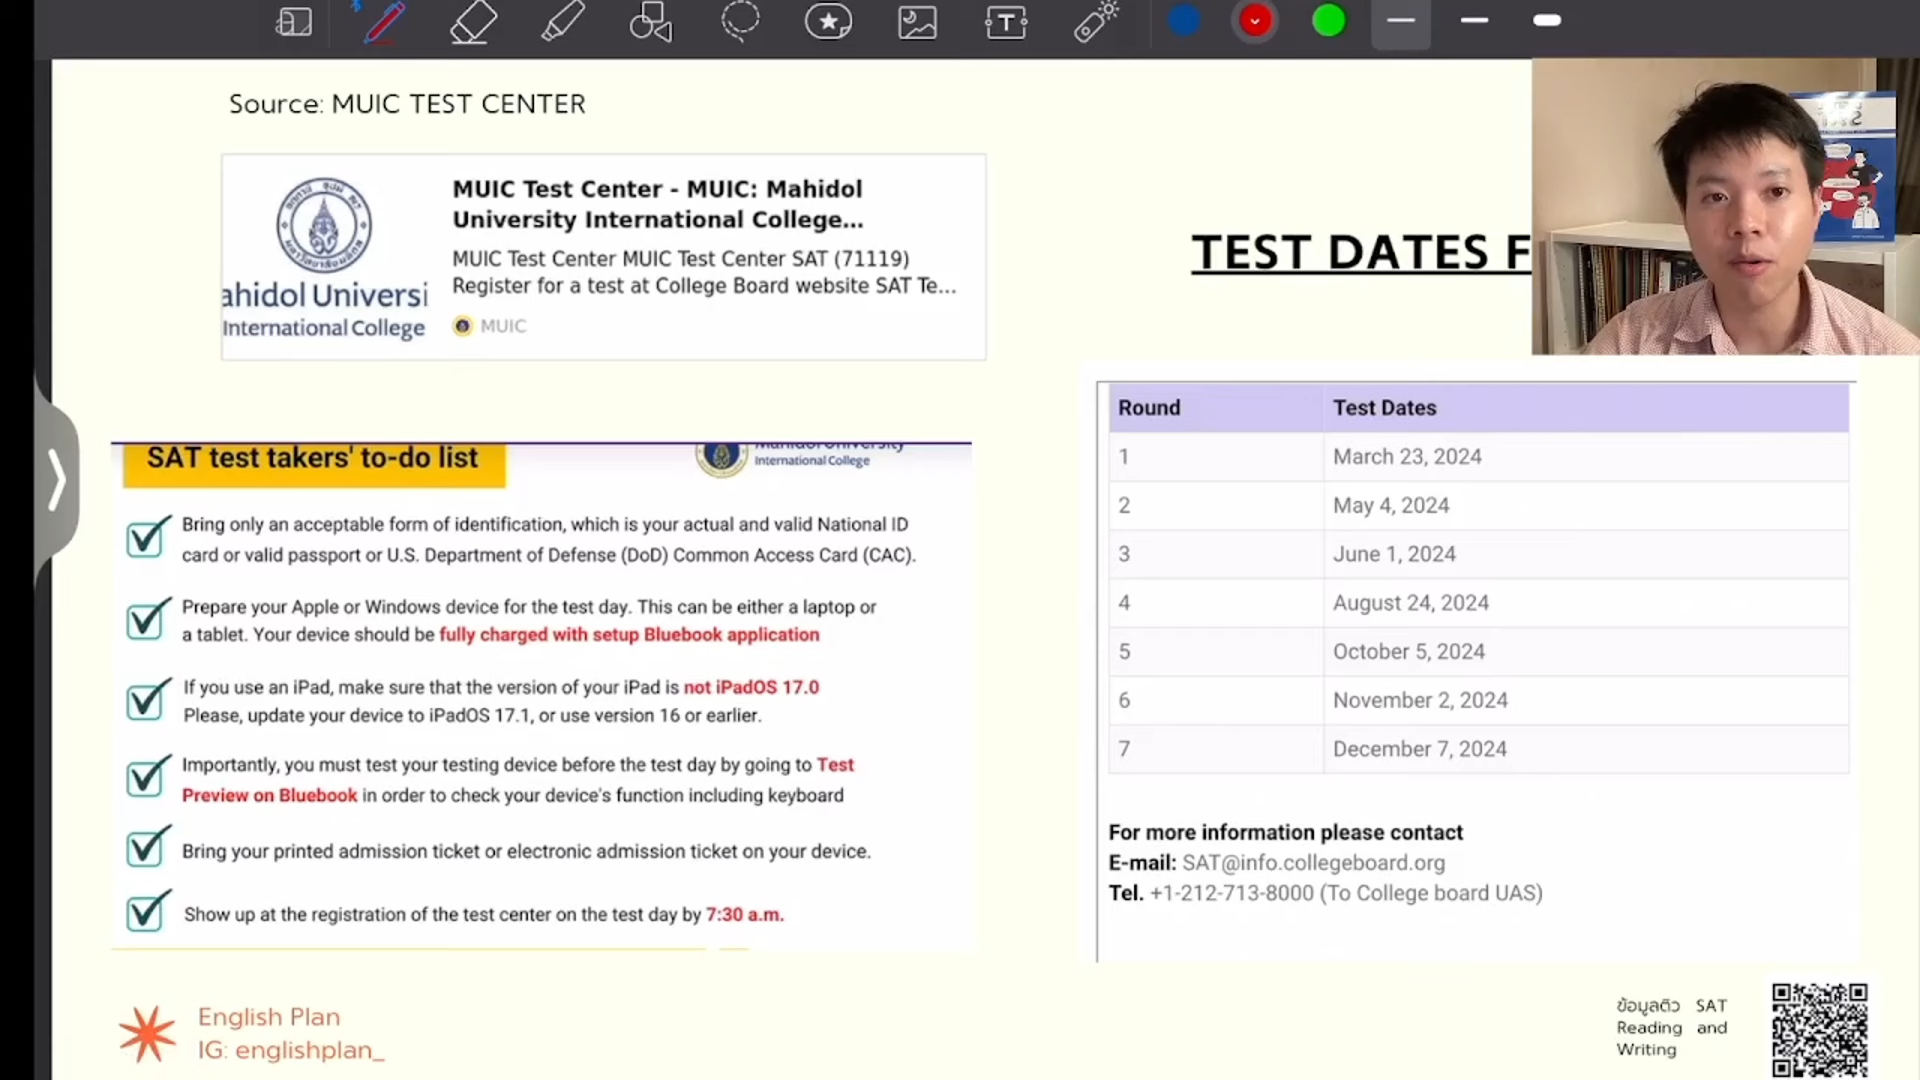 Source: MUIC TEST CENTER
MUIC Test Center - MUIC: Mahidol
University International College...
MUIC Test Center MUIC Test Center SAT (71119)
Register for a test at College Board website SAT Te...
MUIC
ahidol Universi
International College
TEST DATES F
SAT test takers' to-do list
Mahidol University
International College
Bring only an acceptable form of identification, which is your actual and valid National ID
card or valid passport or U.S. Department of Defense (DoD) Common Access Card (CAC).
Prepare your Apple or Windows device for the test day. This can be either a laptop or
a tablet. Your device should be fully charged with setup Bluebook application
If you use an iPad, make sure that the version of your iPad is not iPadOS 17.0
Please, update your device to iPadOS 17.1, or use version 16 or earlier.
Importantly, you must test your testing device before the test day by going to Test
Preview on Bluebook in order to check your device's function including keyboard
Bring your printed admission ticket or electronic admission ticket on your device.
Show up at the registration of the test center on the test day by 7:30 a.m.
Round Test Dates
1 March 23, 2024
2 May 4, 2024
3 June 1, 2024
4 August 24, 2024
5 October 5, 2024
6 November 2, 2024
7 December 7, 2024
For more information please contact
E-mail: SAT@info.collegeboard.org
Tel. +1-212-713-8000 (To College board UAS)
English Plan
IG: englishplan_
ข้อมูลติว SAT
Reading and
Writing